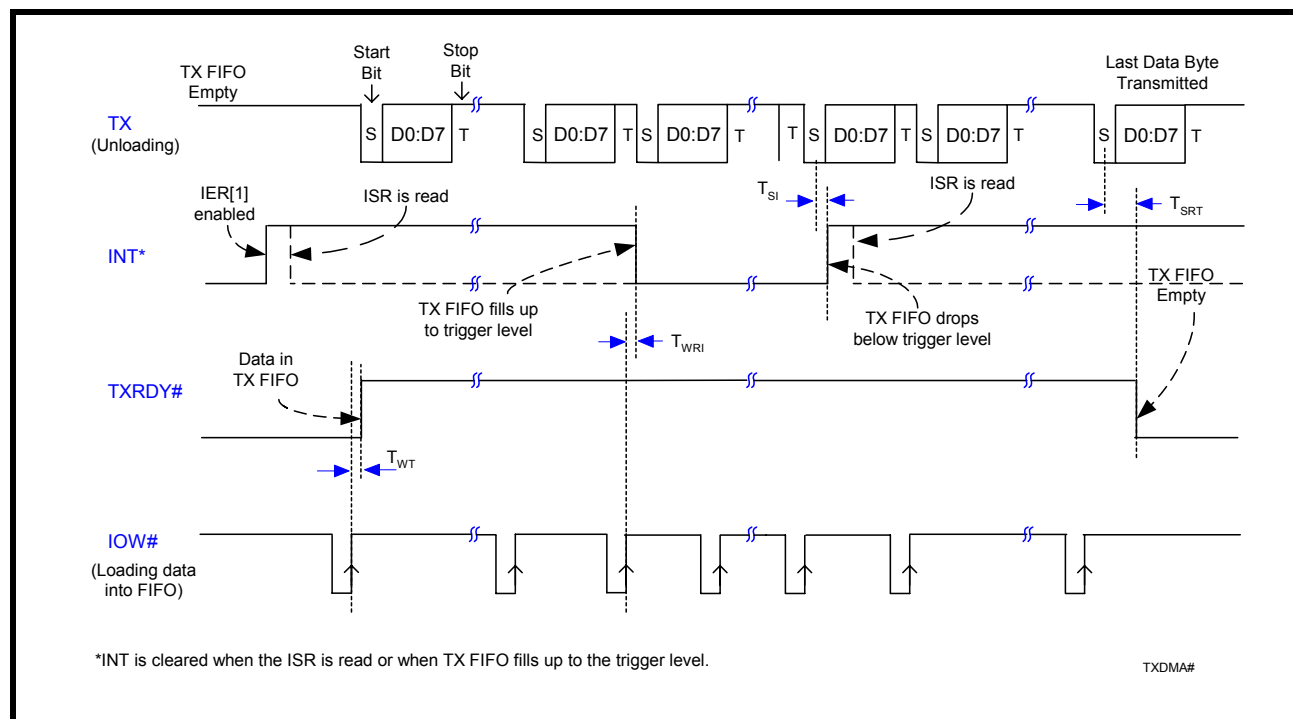 Start
Bit
Stop
Bit
TX FIFO
Empty
Last Data Byte
Transmitted
TX
(Unloading)
S D0:D7 T
S D0:D7 T
S D0:D7 T
T S D0:D7 T
S D0:D7 T
S D0:D7 T
IER[1]
enabled
ISR is read
TSI
ISR is read
TSRT
INT*
TX FIFO fills up
to trigger level
TX FIFO drops
below trigger level
TX FIFO
Empty
TWRI
Data in
TX FIFO
TXRDY#
TWT
IOW#
(Loading data
into FIFO)
*INT is cleared when the ISR is read or when TX FIFO fills up to the trigger level.
TXDMA#